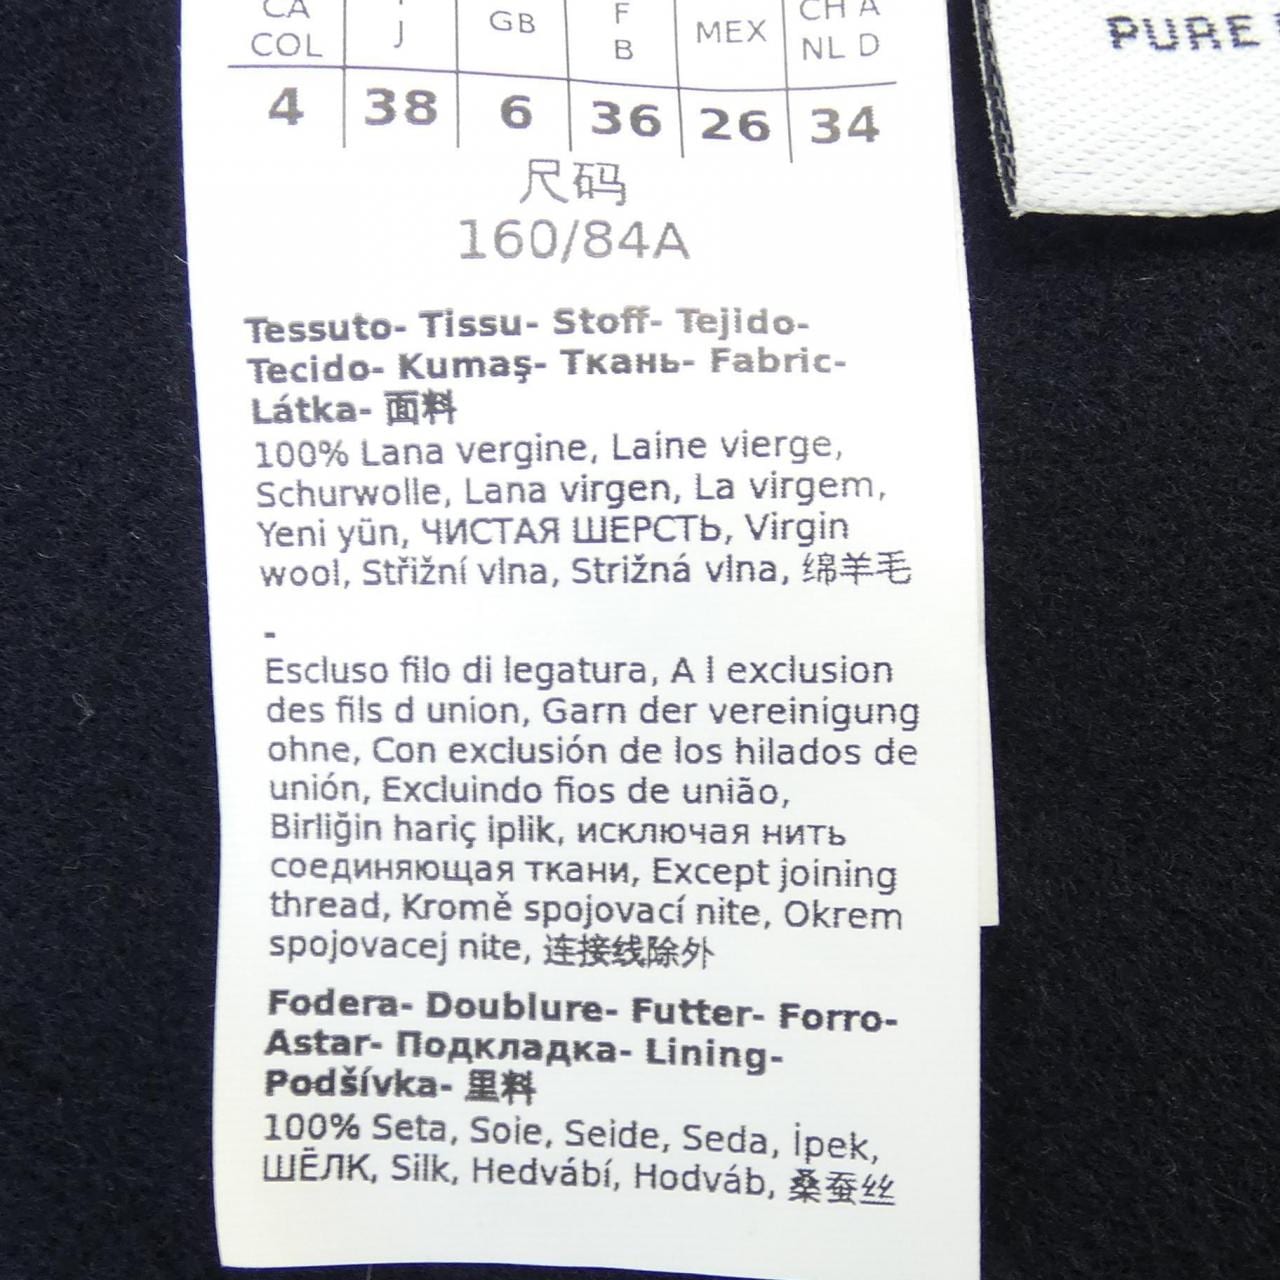 CA J GB F MEX CH A
COL B NL D
4 38 6 36 26 34
尺码
160/84A
Tessuto- Tissu- Stoff- Tejido-
Tecido- Kumaş- Ткань- Fabric-
Látka- 面料
100% Lana vergine, Laine vierge,
Schurwolle, Lana virgen, La virgem,
Yeni yün, ЧИСТАЯ ШЕРСТЬ, Virgin
wool, Střižní vlna, Strižná vlna, 绵羊毛
-
Escluso filo di legatura, A l exclusion
des fils d union, Garn der vereinigung
ohne, Con exclusión de los hilados de
unión, Excluindo fios de união,
Birliğin hariç iplik, исключая нить
соединяющая ткани, Except joining
thread, Kromě spojovací nite, Okrem
spojovacej nite, 连接线除外
Fodera- Doublure- Futter- Forro-
Astar- Подкладка- Lining-
Podšívka- 里料
100% Seta, Soie, Seide, Seda, İpek,
ШЁЛК, Silk, Hedvábí, Hodváb, 桑蚕丝
PURE